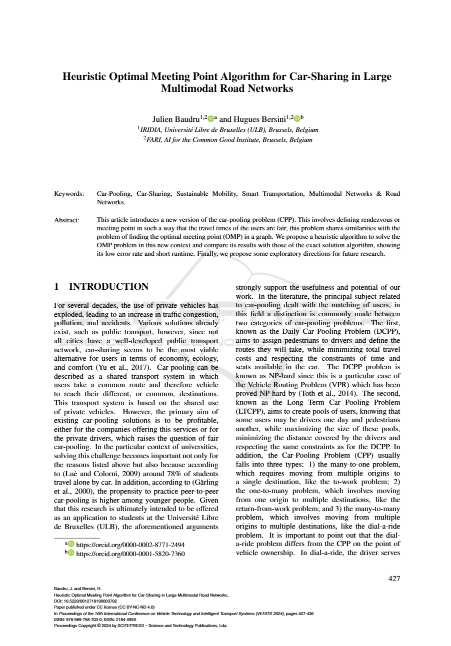 Heuristic Optimal Meeting Point Algorithm for Car-Sharing in Large
Multimodal Road Networks
Julien Baudru1,2 a and Hugues Bersini1,2 b
1IRIDIA, Université Libre de Bruxelles (ULB), Brussels, Belgium
2FARI, AI for the Common Good Institute, Brussels, Belgium
Keywords: Car-Pooling, Car-Sharing, Sustainable Mobility, Smart Transportation, Multimodal Networks & Road
Networks.
Abstract: This article introduces a new version of the car-pooling problem (CPP). This involves defining rendezvous or
meeting point in such a way that the travel times of the users are fair, this problem shares similarities with the
problem of finding the optimal meeting point (OMP) in a graph. We propose a heuristic algorithm to solve the
OMP problem in this new context and compare its results with those of the exact solution algorithm, showing
its low error rate and short runtime. Finally, we propose some exploratory directions for future research.
1 INTRODUCTION
For several decades, the use of private vehicles has
exploded, leading to an increase in traffic congestion,
pollution, and accidents. Various solutions already
exist, such as public transport, however, since not
all cities have a well-developed public transport
network, car-sharing seems to be the most viable
alternative for users in terms of economy, ecology,
and comfort (Yu et al., 2017). Car pooling can be
described as a shared transport system in which
users take a common route and therefore vehicle
to reach their different, or common, destinations.
This transport system is based on the shared use
of private vehicles. However, the primary aim of
existing car-pooling solutions is to be profitable,
either for the companies offering this services or for
the private drivers, which raises the question of fair
car-pooling. In the particular context of universities,
solving this challenge becomes important not only for
the reasons listed above but also because according
to (Luè and Colorni, 2009) around 78% of students
travel alone by car. In addition, according to (Gärling
et al., 2000), the propensity to practice peer-to-peer
car-pooling is higher among younger people. Given
that this research is ultimately intended to be offered
as an application to students at the Université Libre
de Bruxelles (ULB), the aforementioned arguments
a https://orcid.org/0000-0002-8771-2494
b https://orcid.org/0000-0001-5820-7360
strongly support the usefulness and potential of our
work. In the literature, the principal subject related
to car-pooling dealt with the matching of users, in
this field a distinction is commonly made between
two categories of car-pooling problems. The first,
known as the Daily Car Pooling Problem (DCPP),
aims to assign pedestrians to drivers and define the
routes they will take, while minimizing total travel
costs and respecting the constraints of time and
seats available in the car. The DCPP problem is
known as NP-hard since: this is a particular case of
the Vehicle Routing Problem (VPR) which has been
proved NP hard by (Toth et al., 2014). The second,
known as the Long Term Car Pooling Problem
(LTCPP), aims to create pools of users, knowing that
some users may be drivers one day and pedestrians
another, while maximizing the size of these pools,
minimizing the distance covered by the drivers and
respecting the same constraints as for the DCPP. In
addition, the Car-Pooling Problem (CPP) usually
falls into three types: 1) the many-to-one problem,
which requires moving from multiple origins to
a single destination, like the to-work problem; 2)
the one-to-many problem, which involves moving
from one origin to multiple destinations, like the
return-from-work problem; and 3) the many-to-many
problem, which involves moving from multiple
origins to multiple destinations, like the dial-a-ride
problem. It is important to point out that the dial-
a-ride problem differs from the CPP on the point of
vehicle ownership. In dial-a-ride, the driver serves
427
Baudru, J. and Bersini, H.
Heuristic Optimal Meeting Point Algorithm for Car-Sharing in Large Multimodal Road Networks.
DOI: 10.5220/0012719100003702
Paper published under CC license (CC BY-NC-ND 4.0)
In Proceedings of the 10th International Conference on Vehicle Technology and Intelligent Transport Systems (VEHITS 2024), pages 427-436
ISBN: 978-989-758-703-0; ISSN: 2184-495X
Proceedings Copyright © 2024 by SCITEPRESS – Science and Technology Publications, Lda.